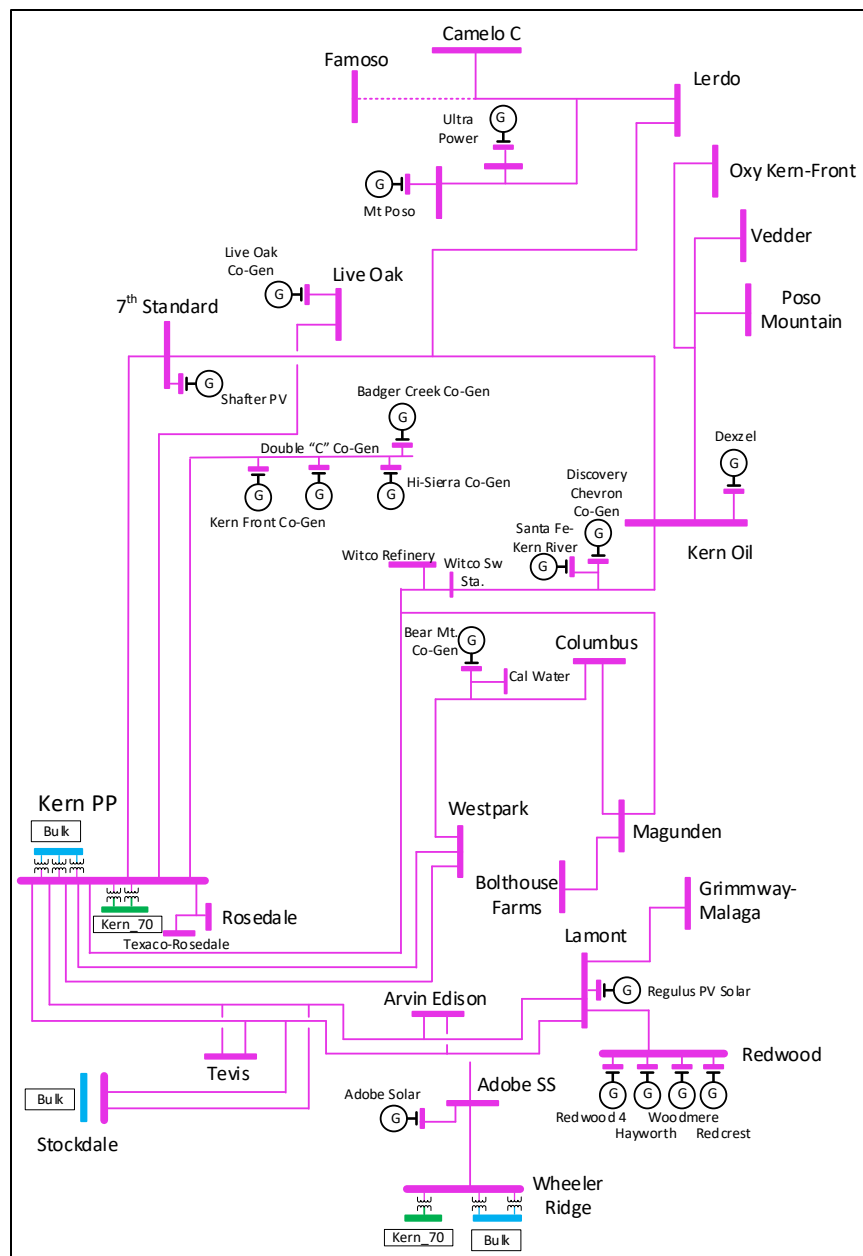 Camelo C
Famoso
Lerdo
Ultra
Power
G
Oxy Kern-Front
G
Mt Poso
Vedder
Live Oak
Co-Gen
Live Oak
G
Poso
Mountain
7th Standard
G
Shafter PV
Badger Creek Co-Gen
G
Dexzel
Double "C" Co-Gen
G
Discovery
Chevron
Co-Gen
Hi-Sierra Co-Gen
G
G
G
Kern Front Co-Gen
Santa Fe-
Kern River
G
G
Kern Oil
Witco Refinery
Witco Sw
Sta.
Bear Mt.
Co-Gen
G
Columbus
Cal Water
Kern PP
Bulk
Westpark
Magunden
Bolthouse
Farms
Grimmway-
Malaga
Rosedale
Kern_70
Texaco-Rosedale
Lamont
G
Regulus PV Solar
Arvin Edison
Tevis
Redwood
Bulk
Stockdale
Adobe Solar
G
Adobe SS
G
G
G
G
Redwood 4
Woodmere
Hayworth
Redcrest
Wheeler
Ridge
Kern_70
Bulk